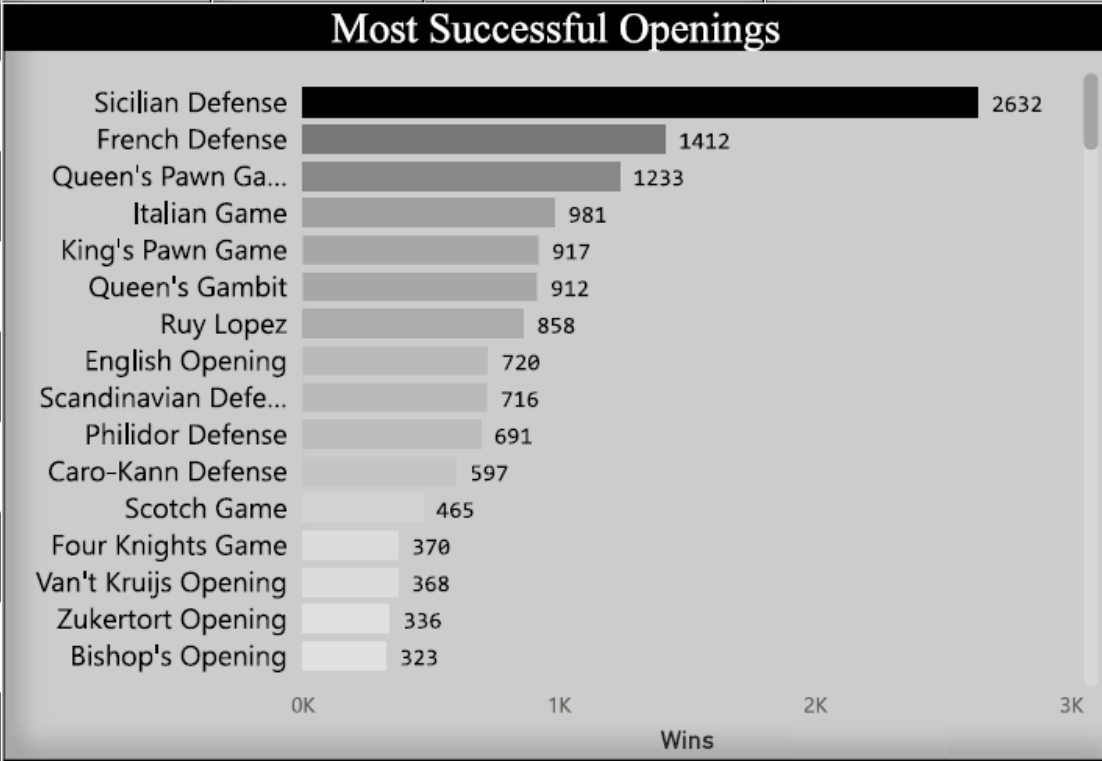 Most Successful Openings
Sicilian Defense 2632
French Defense 1412
Queen's Pawn Ga... 1233
Italian Game 981
King's Pawn Game 917
Queen's Gambit 912
Ruy Lopez 858
English Opening 720
Scandinavian Defe... 716
Philidor Defense 691
Caro-Kann Defense 597
Scotch Game 465
Four Knights Game 370
Van't Kruijs Opening 368
Zukertort Opening 336
Bishop's Opening 323
0K 1K 2K 3K
Wins